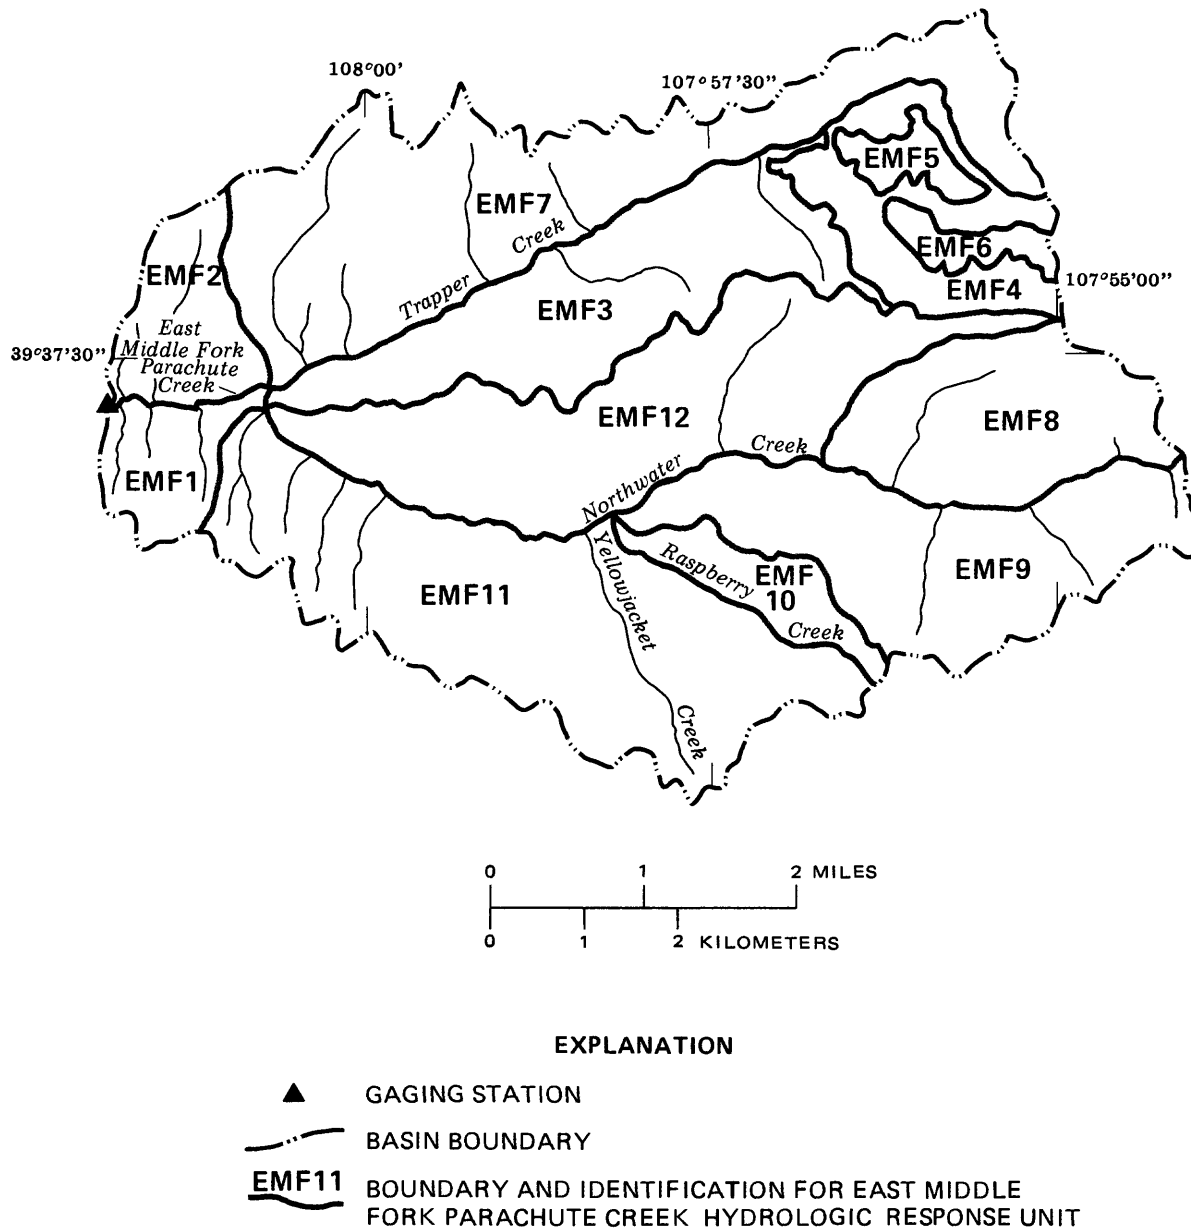 108°00'
107°57'30"
EMF5
EMF7
Creek
EMF6
EMF2
Trapper
EMF4
107°55'00"
EMF3
East
Middle Fork
Parachute
Creek
39°37'30"
EMF12
EMF8
Creek
Northwater
EMF1
Yellowjacket
Creek
Raspberry
Creek
EMF
10
EMF9
EMF11
0 1 2 MILES
0 1 2 KILOMETERS
EXPLANATION
GAGING STATION
BASIN BOUNDARY
EMF11
BOUNDARY AND IDENTIFICATION FOR EAST MIDDLE
FORK PARACHUTE CREEK HYDROLOGIC RESPONSE UNIT